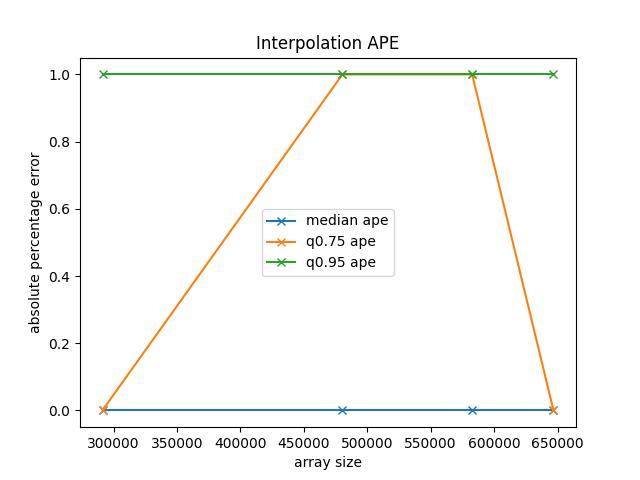 Interpolation APE
1.0
0.8
0.6
0.4
0.2
0.0
absolute percentage error
median ape
q0.75 ape
q0.95 ape
300000 350000 400000 450000 500000 550000 600000 650000
array size